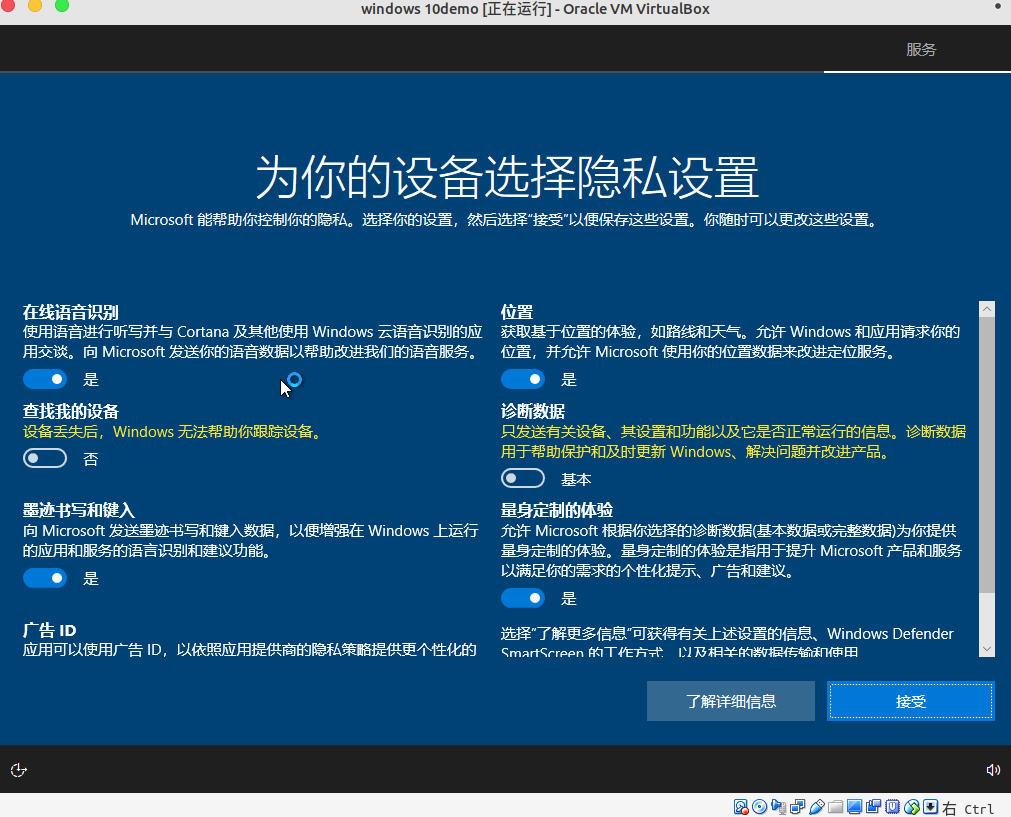 windows 10demo [正在运行] - Oracle VM VirtualBox
服务
为你的设备选择隐私设置
Microsoft 能帮助你控制你的隐私。选择你的设置，然后选择“接受”以便保存这些设置。你随时可以更改这些设置。
在线语音识别
使用语音进行听写并与 Cortana 及其他使用 Windows 云语音识别的应
用交谈。向 Microsoft 发送你的语音数据以帮助改进我们的语音服务。
是
查找我的设备
设备丢失后，Windows 无法帮助你跟踪设备。
否
墨迹书写和键入
向 Microsoft 发送墨迹书写和键入数据，以便增强在 Windows 上运行
的应用和服务的语言识别和建议功能。
是
广告 ID
应用可以使用广告 ID，以依照应用提供商的隐私策略提供更个性化的
位置
获取基于位置的体验，如路线和天气。允许 Windows 和应用请求你的
位置，并允许 Microsoft 使用你的位置数据来改进定位服务。
是
诊断数据
只发送有关设备、其设置和功能以及它是否正常运行的信息。诊断数据
用于帮助保护和及时更新 Windows、解决问题并改进产品。
基本
量身定制的体验
允许 Microsoft 根据你选择的诊断数据(基本数据或完整数据)为你提供
量身定制的体验。量身定制的体验是指用于提升 Microsoft 产品和服务
以满足你的需求的个性化提示、广告和建议。
是
选择“了解更多信息”可获得有关上述设置的信息、Windows Defender
SmartScreen 的工作方式，以及相关的数据传输和使用
了解详细信息
接受
右 Ctrl